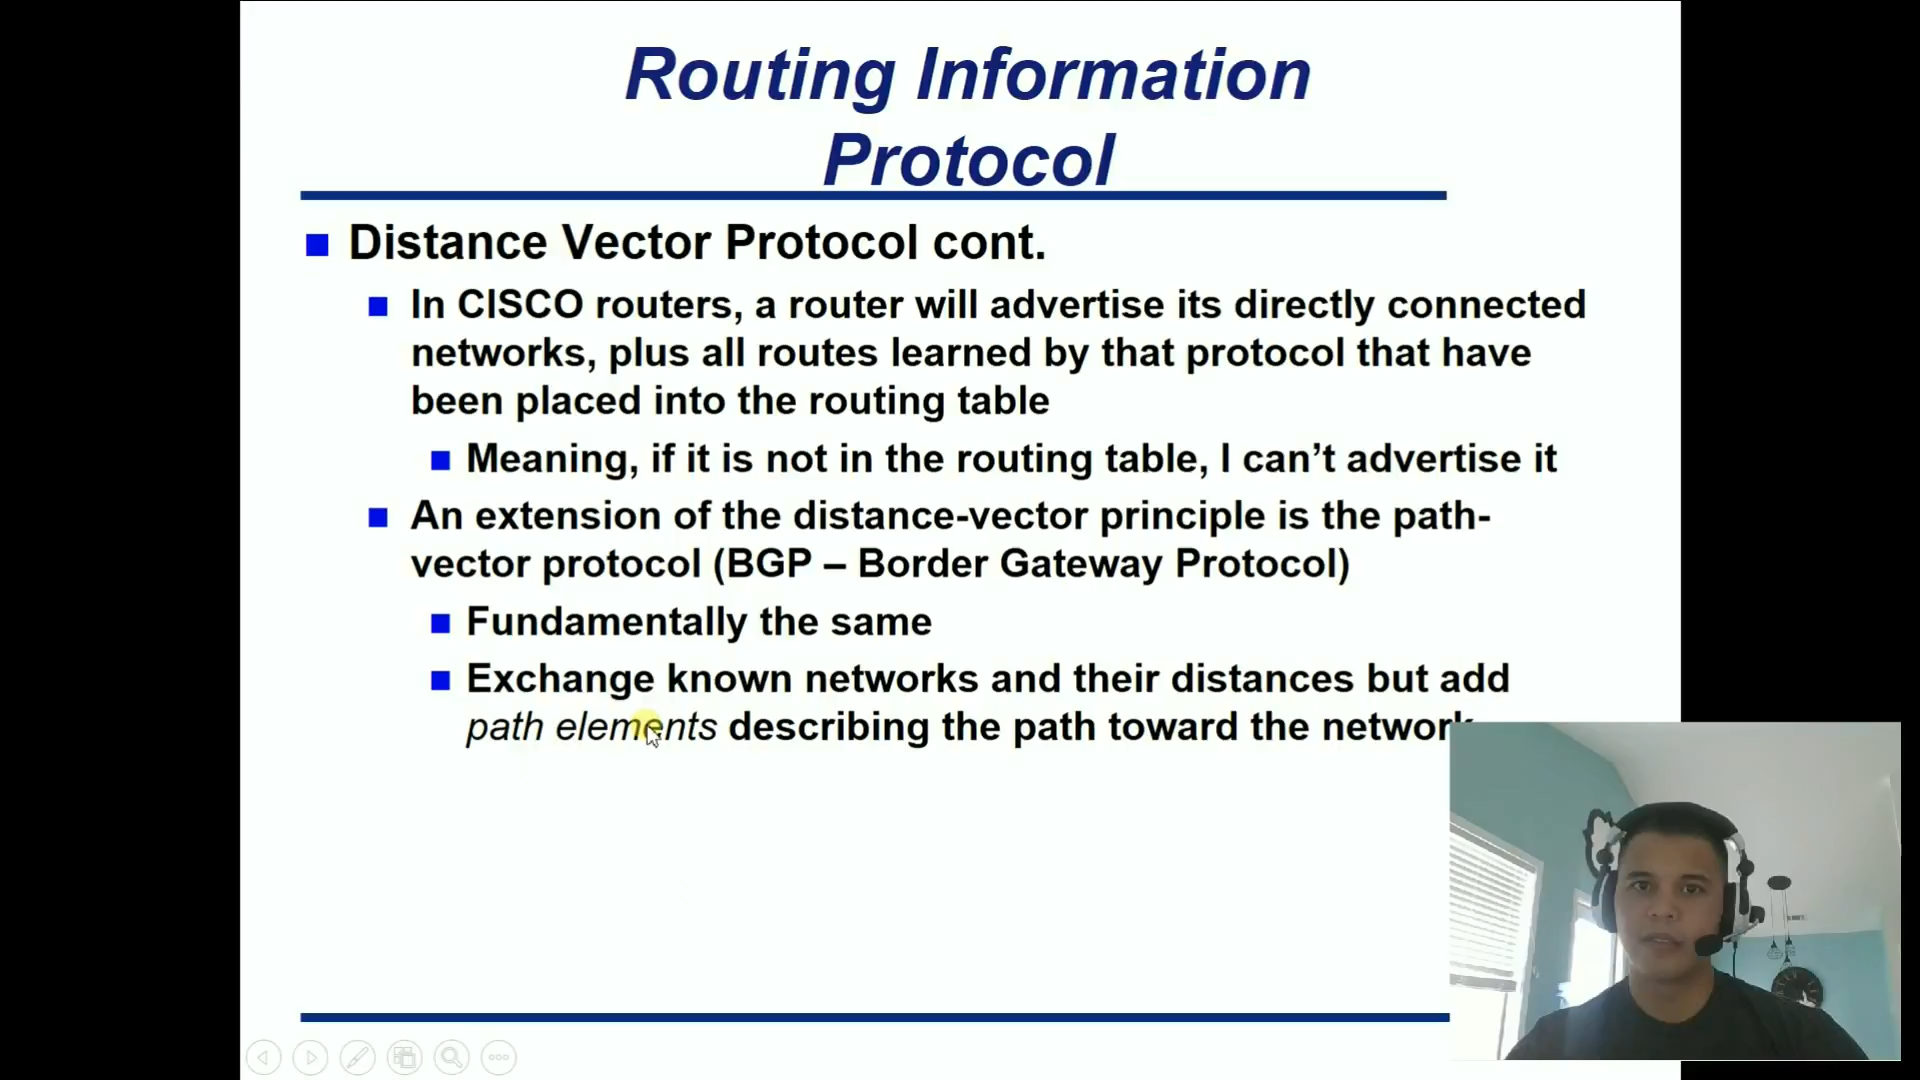 Routing Information
Protocol
Distance Vector Protocol cont.
In CISCO routers, a router will advertise its directly connected
networks, plus all routes learned by that protocol that have
been placed into the routing table
Meaning, if it is not in the routing table, I can’t advertise it
An extension of the distance-vector principle is the path-
vector protocol (BGP – Border Gateway Protocol)
Fundamentally the same
Exchange known networks and their distances but add
path elements describing the path toward the network